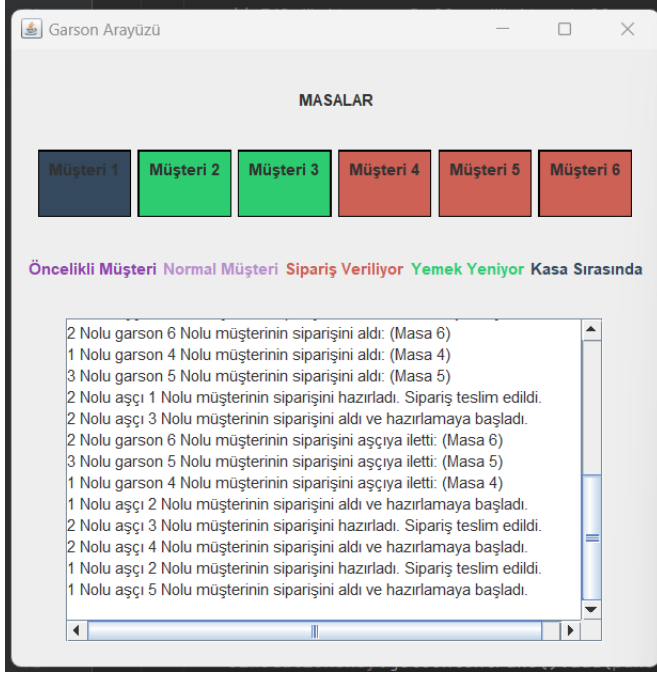 Garson Arayüzü
MASALAR
Müşteri 1 Müşteri 2 Müşteri 3 Müşteri 4 Müşteri 5 Müşteri 6
Öncelikli Müşteri Normal Müşteri Sipariş Veriliyor Yemek Yeniyor Kasa Sırasında
2 Nolu garson 6 Nolu müşterinin siparişini aldı: (Masa 6)
1 Nolu garson 4 Nolu müşterinin siparişini aldı: (Masa 4)
3 Nolu garson 5 Nolu müşterinin siparişini aldı: (Masa 5)
2 Nolu aşçı 1 Nolu müşterinin siparişini hazırladı. Sipariş teslim edildi.
2 Nolu aşçı 3 Nolu müşterinin siparişini aldı ve hazırlamaya başladı.
2 Nolu garson 6 Nolu müşterinin siparişini aşçıya iletti: (Masa 6)
3 Nolu garson 5 Nolu müşterinin siparişini aşçıya iletti: (Masa 5)
1 Nolu garson 4 Nolu müşterinin siparişini aşçıya iletti: (Masa 4)
1 Nolu aşçı 2 Nolu müşterinin siparişini aldı ve hazırlamaya başladı.
2 Nolu aşçı 3 Nolu müşterinin siparişini hazırladı. Sipariş teslim edildi.
2 Nolu aşçı 4 Nolu müşterinin siparişini aldı ve hazırlamaya başladı.
1 Nolu aşçı 2 Nolu müşterinin siparişini hazırladı. Sipariş teslim edildi.
1 Nolu aşçı 5 Nolu müşterinin siparişini aldı ve hazırlamaya başladı.